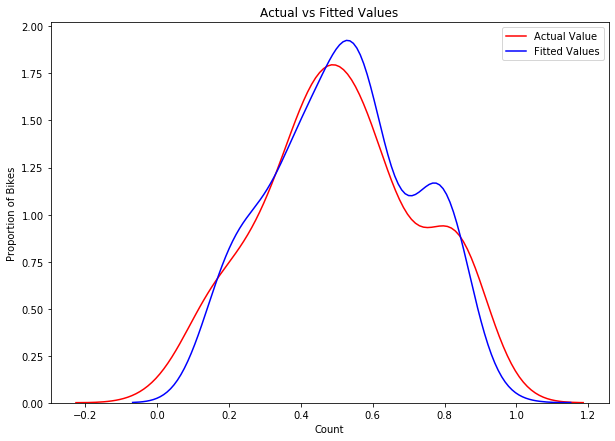 Actual vs Fitted Values
Actual Value
Fitted Values
2.00
1.75
1.50
1.25
1.00
0.75
0.50
0.25
0.00
Proportion of Bikes
−0.2 0.0 0.2 0.4 0.6 0.8 1.0 1.2
Count